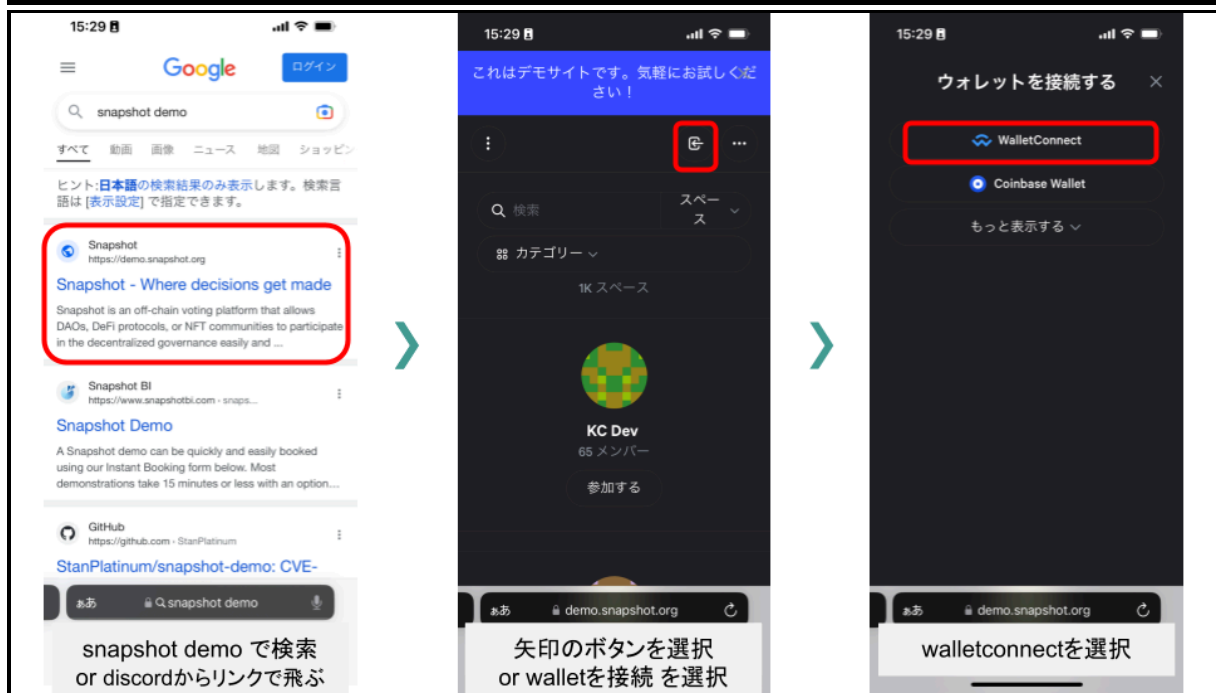 15:29
Google
ログイン
snapshot demo
すべて 動画 画像 ニュース 地図 ショッピン
ヒント:日本語の検索結果のみ表示します。検索言
語は [表示設定] で指定できます。
Snapshot
https://demo.snapshot.org
Snapshot - Where decisions get made
Snapshot is an off-chain voting platform that allows
DAOs, DeFi protocols, or NFT communities to participate
in the decentralized governance easily and ...
Snapshot BI
https://www.snapshotbi.com › snaps...
Snapshot Demo
A Snapshot demo can be quickly and easily booked
using our Instant Booking form below. Most
demonstrations take 15 minutes or less with an option...
GitHub
https://github.com › StanPlatinum
StanPlatinum/snapshot-demo: CVE-
ぁあ snapshot demo
snapshot demo で検索
or discordからリンクで飛ぶ
15:29
これはデモサイトです。気軽にお試しくだ
さい！
検索
スペー
ス
カテゴリー
1K スペース
KC Dev
65 メンバー
参加する
ぁあ demo.snapshot.org
矢印のボタンを選択
or walletを接続 を選択
15:29
ウォレットを接続する
WalletConnect
Coinbase Wallet
もっと表示する
ぁあ demo.snapshot.org
walletconnectを選択